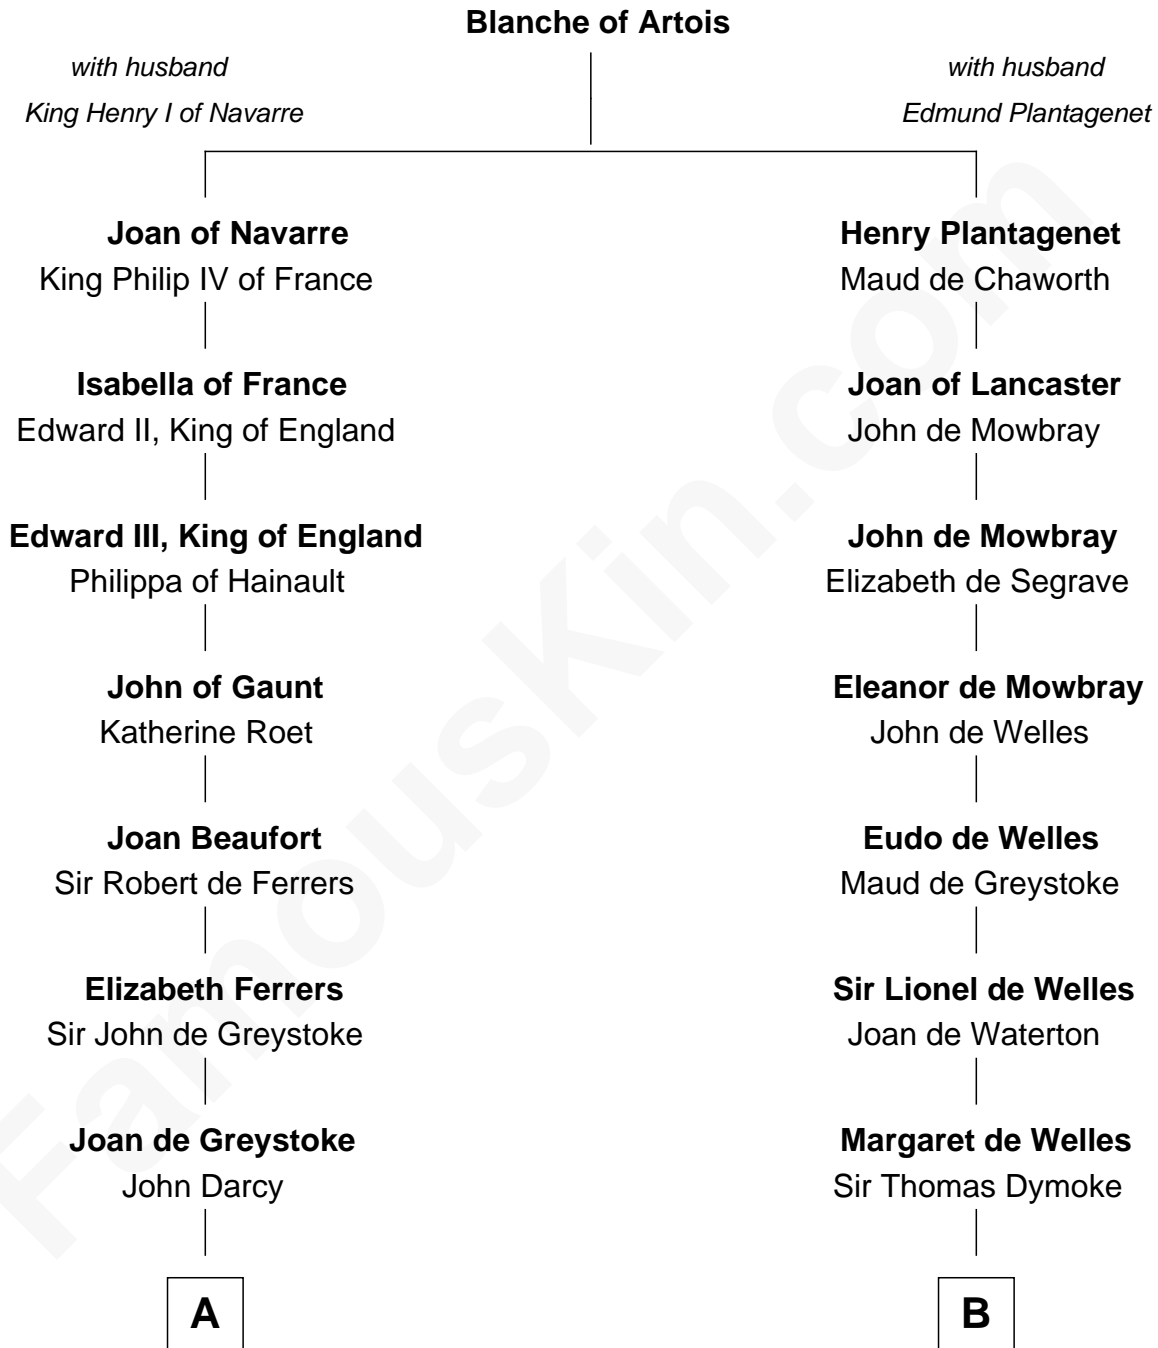 Blanche of Artois
with husband
King Henry I of Navarre
with husband
Edmund Plantagenet
Joan of Navarre
King Philip IV of France
Henry Plantagenet
Maud de Chaworth
Isabella of France
Edward II, King of England
Joan of Lancaster
John de Mowbray
Edward III, King of England
Philippa of Hainault
John de Mowbray
Elizabeth de Segrave
John of Gaunt
Katherine Roet
Eleanor de Mowbray
John de Welles
Joan Beaufort
Sir Robert de Ferrers
Eudo de Welles
Maud de Greystoke
Elizabeth Ferrers
Sir John de Greystoke
Sir Lionel de Welles
Joan de Waterton
Joan de Greystoke
John Darcy
Margaret de Welles
Sir Thomas Dymoke
A
B
FamousKin.com